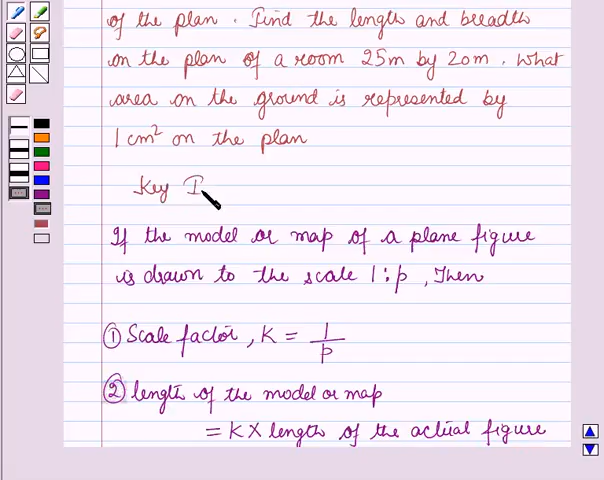 of the plan. Find the length and breadth
on the plan of a room 25m by 20m. What
area on the ground is represented by
1 cm² on the plan
Key I
If the model or map of a plane figure
is drawn to the scale 1:p, Then
① Scale factor, K = 1/p
② length of the model or map
= K × length of the actual figure